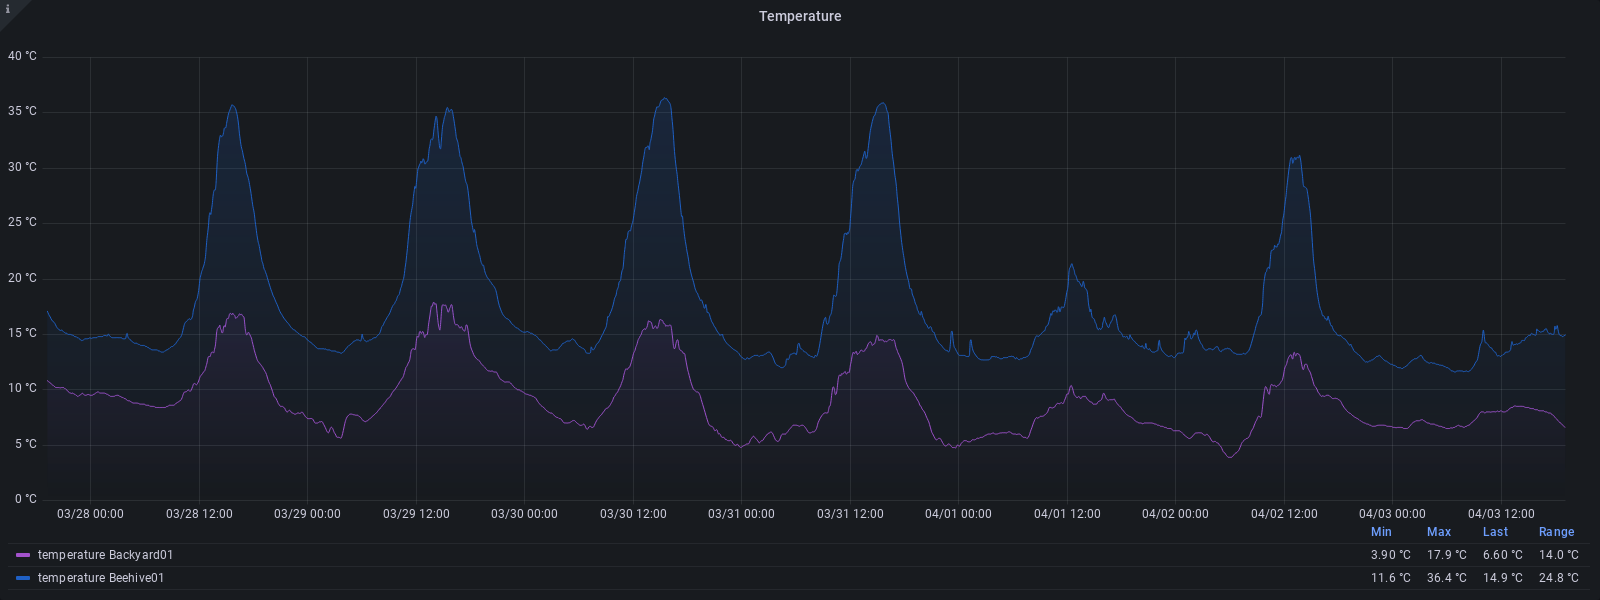 i
Temperature
40 °C
35 °C
30 °C
25 °C
20 °C
15 °C
10 °C
5 °C
0 °C
03/28 00:00 03/28 12:00 03/29 00:00 03/29 12:00 03/30 00:00 03/30 12:00 03/31 00:00 03/31 12:00 04/01 00:00 04/01 12:00 04/02 00:00 04/02 12:00 04/03 00:00 04/03 12:00
Min Max Last Range
temperature Backyard01 3.90 °C 17.9 °C 6.60 °C 14.0 °C
temperature Beehive01 11.6 °C 36.4 °C 14.9 °C 24.8 °C